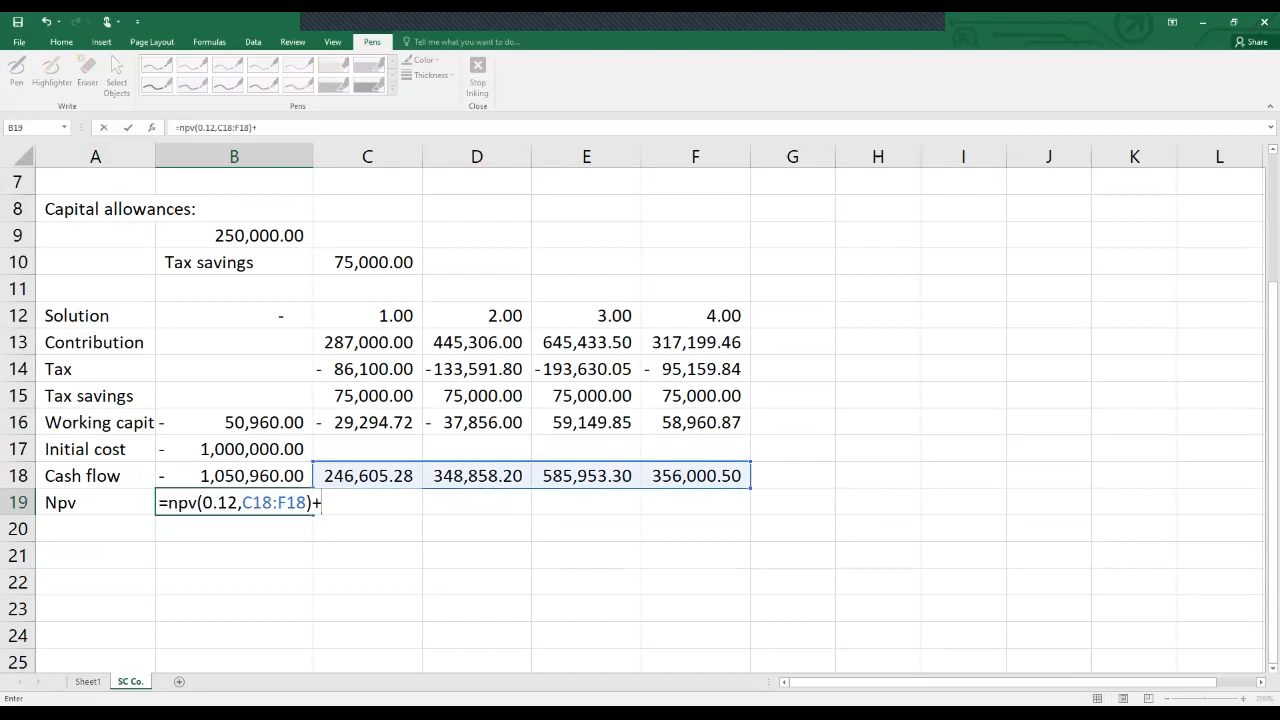 File Home Insert Page Layout Formulas Data Review View Pens Tell me what you want to do... Share
Pen Highlighter Eraser Select Objects Color Thickness Stop Inking
Write Pens Close
B19 fx =npv(0.12,C18:F18)+
A B C D E F G H I J K L
7
8 Capital allowances:
9 250,000.00
10 Tax savings 75,000.00
11
12 Solution - 1.00 2.00 3.00 4.00
13 Contribution 287,000.00 445,306.00 645,433.50 317,199.46
14 Tax - 86,100.00 -133,591.80 -193,630.05 - 95,159.84
15 Tax savings 75,000.00 75,000.00 75,000.00 75,000.00
16 Working capit - 50,960.00 - 29,294.72 - 37,856.00 59,149.85 58,960.87
17 Initial cost - 1,000,000.00
18 Cash flow - 1,050,960.00 246,605.28 348,858.20 585,953.30 356,000.50
19 Npv =npv(0.12,C18:F18)+
20
21
22
23
24
25
Sheet1 SC Co.
Enter 200%